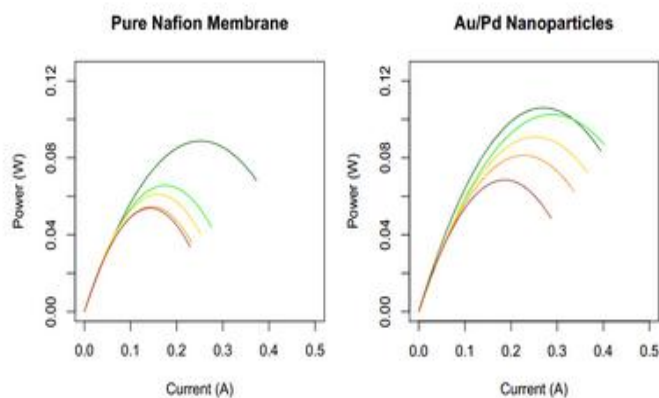 Pure Nafion Membrane
Power (W)
0.12
0.08
0.04
0.00
0.0 0.1 0.2 0.3 0.4 0.5
Current (A)
Au/Pd Nanoparticles
Power (W)
0.12
0.08
0.04
0.00
0.0 0.1 0.2 0.3 0.4 0.5
Current (A)